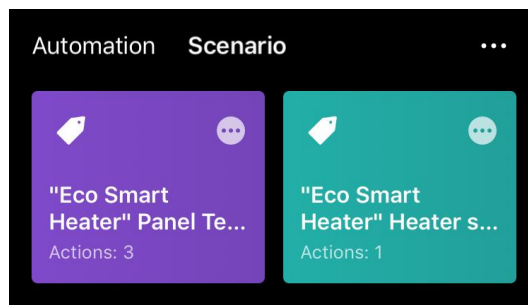 Automation Scenario
"Eco Smart
Heater" Panel Te...
Actions: 3
"Eco Smart
Heater" Heater s...
Actions: 1